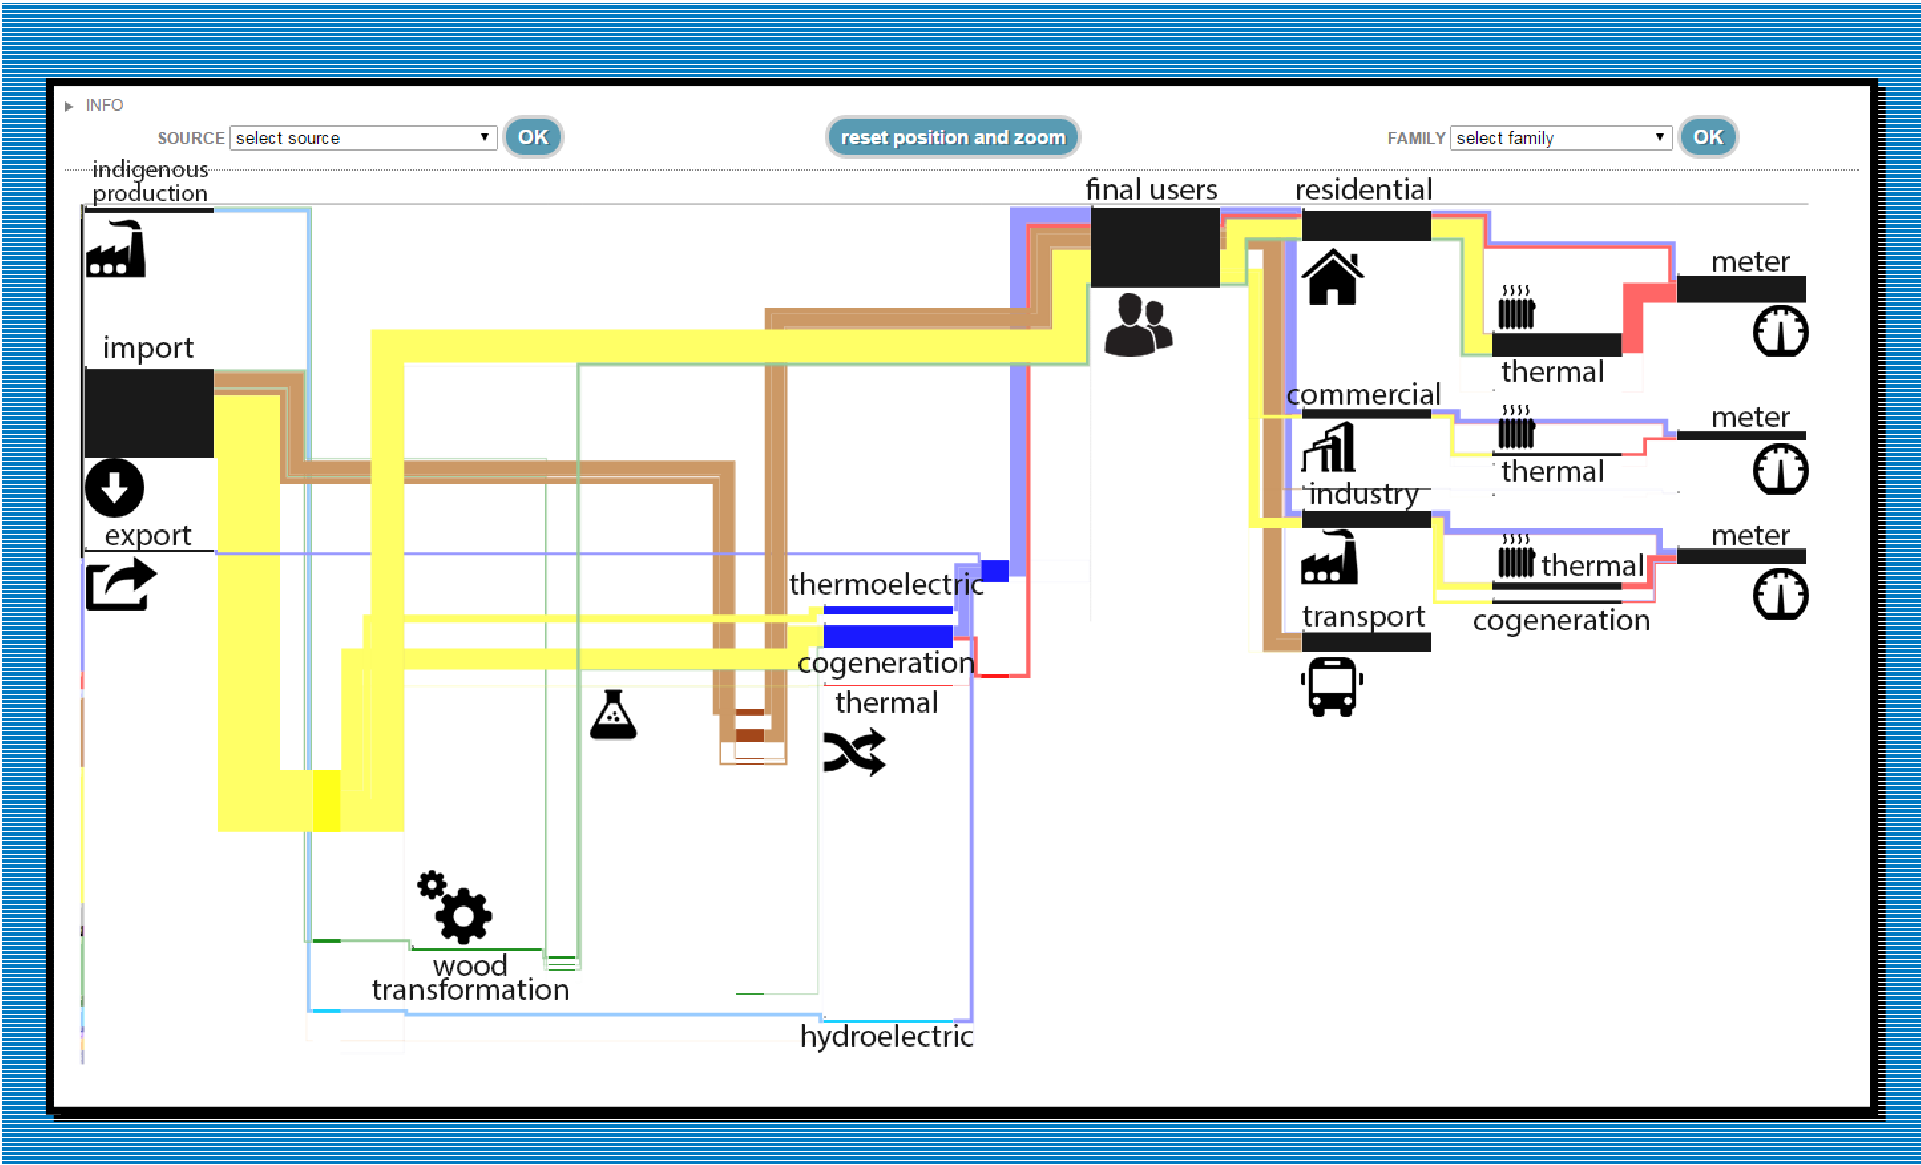 INFO
SOURCE select source OK
reset position and zoom
FAMILY select family OK
indigenous
production
final users
residential
meter
import
thermal
commercial
meter
thermal
industry
export
meter
thermal
thermoelectric
transport
cogeneration
cogeneration
thermal
wood
transformation
hydroelectric